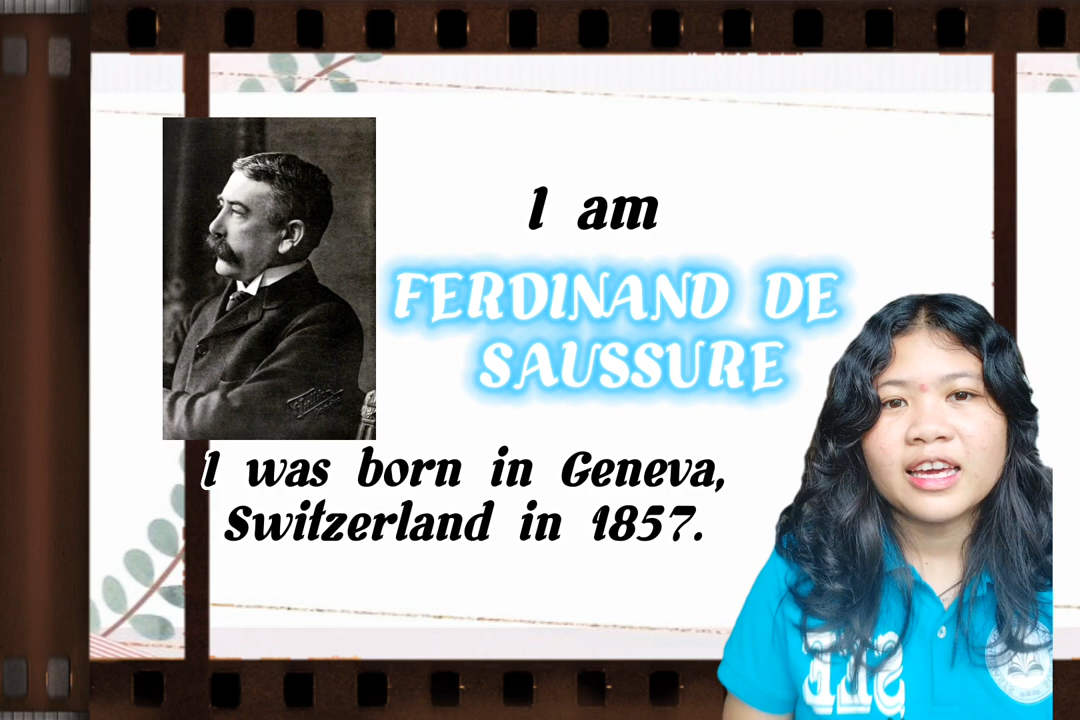 I am
FERDINAND DE
SAUSSURE
I was born in Geneva,
Switzerland in 1857.